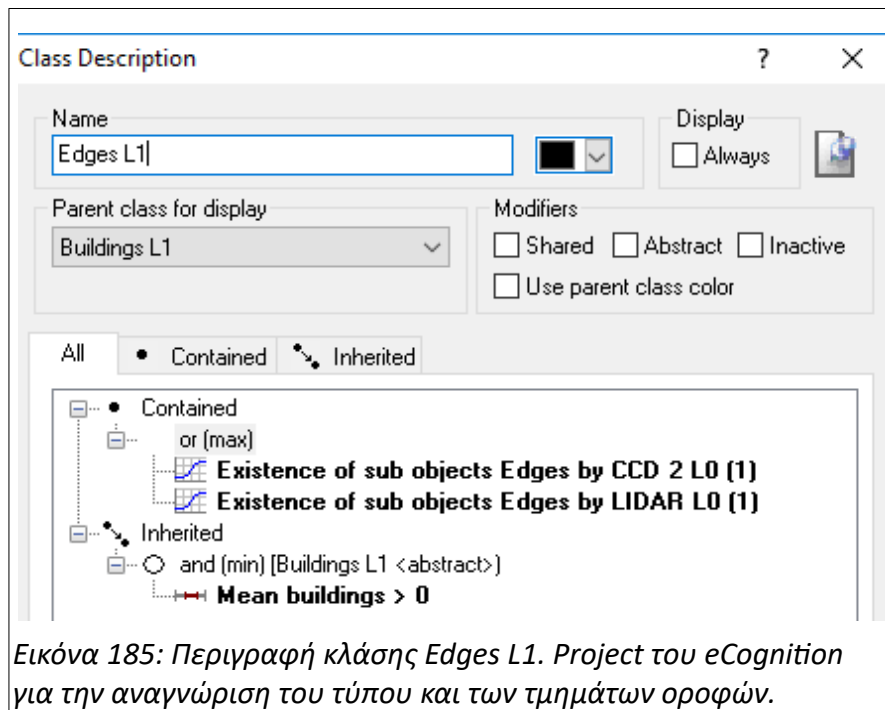 Class Description ?
Name
Edges L1
Display
Always
Parent class for display
Buildings L1
Modifiers
Shared Abstract Inactive
Use parent class color
All Contained Inherited
Contained
or (max)
Existence of sub objects Edges by CCD 2 L0 (1)
Existence of sub objects Edges by LIDAR L0 (1)
Inherited
and (min) [Buildings L1 <abstract>)
Mean buildings > 0
Εικόνα 185: Περιγραφή κλάσης Edges L1. Project του eCognition
για την αναγνώριση του τύπου και των τμημάτων οροφών.